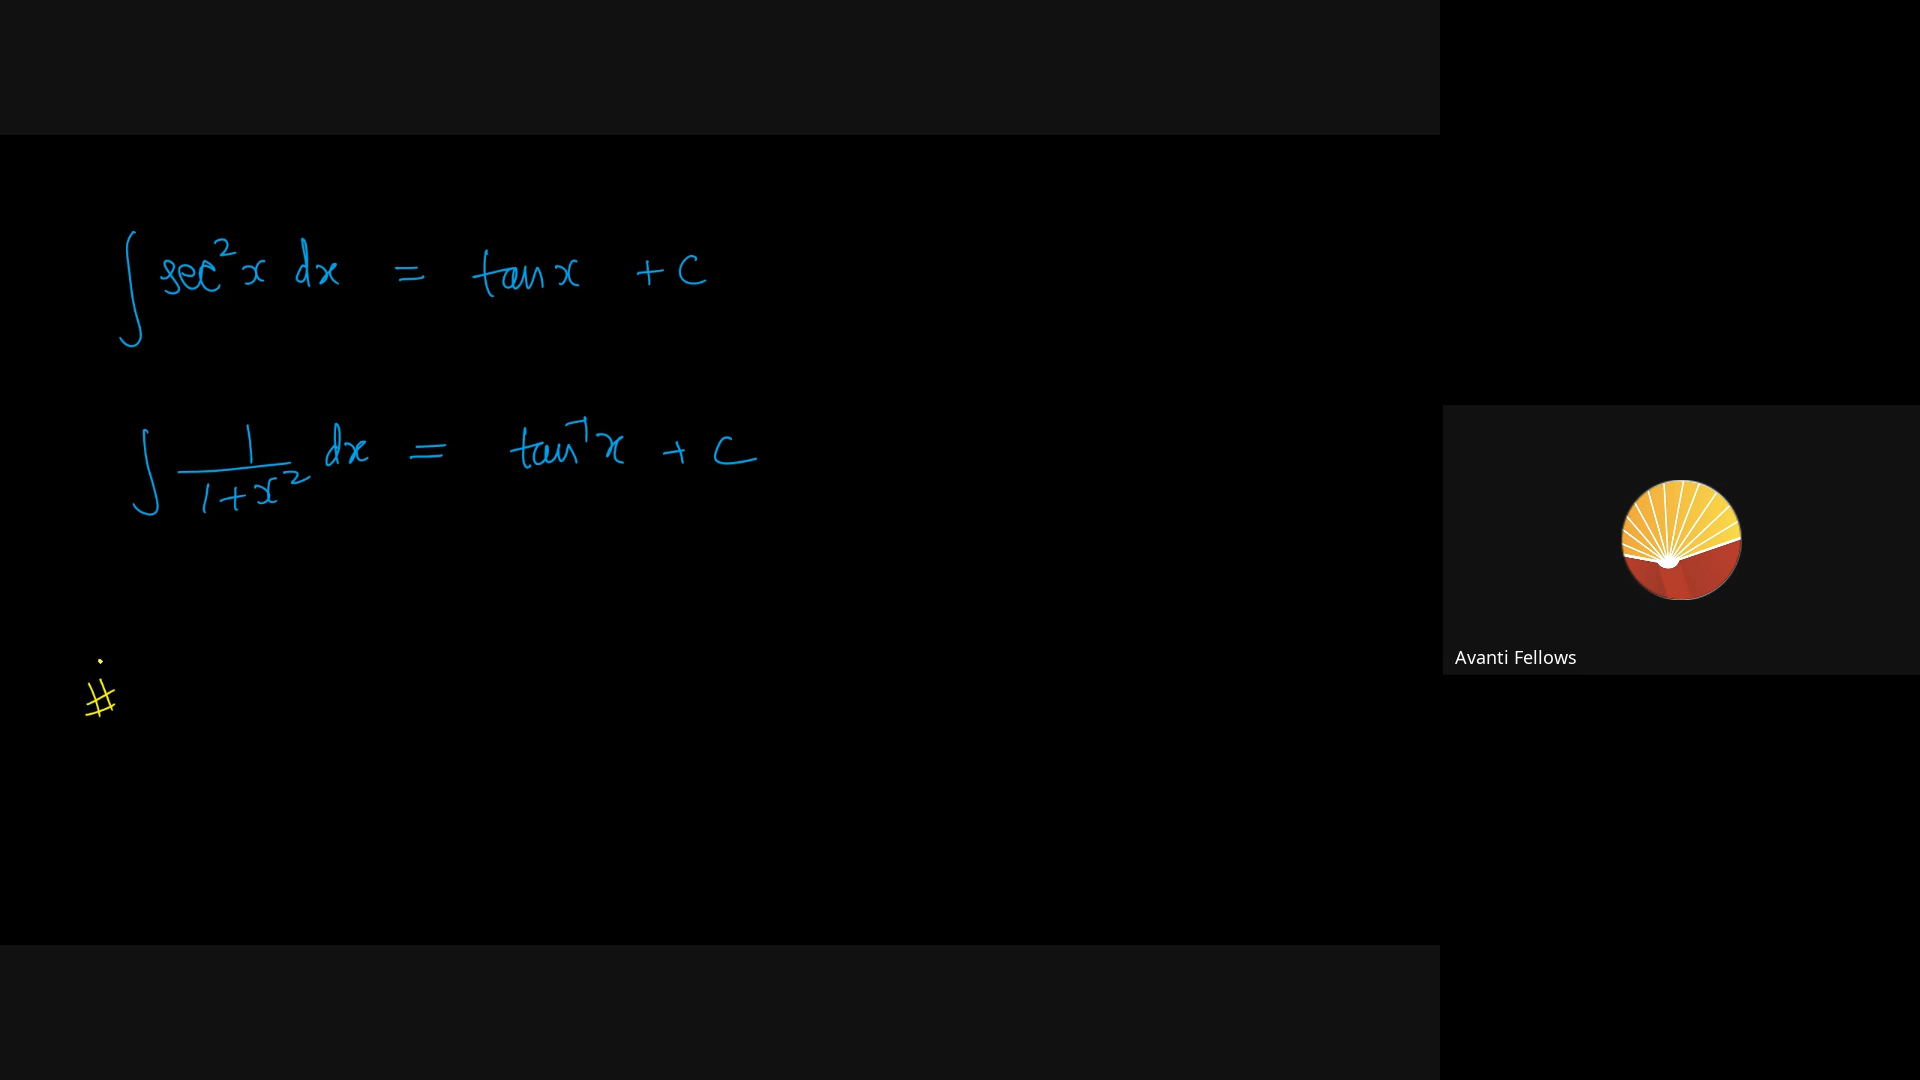 ∫ sec²x dx = tan x + c
∫ 1/(1+x²) dx = tan⁻¹x + c
#
Avanti Fellows